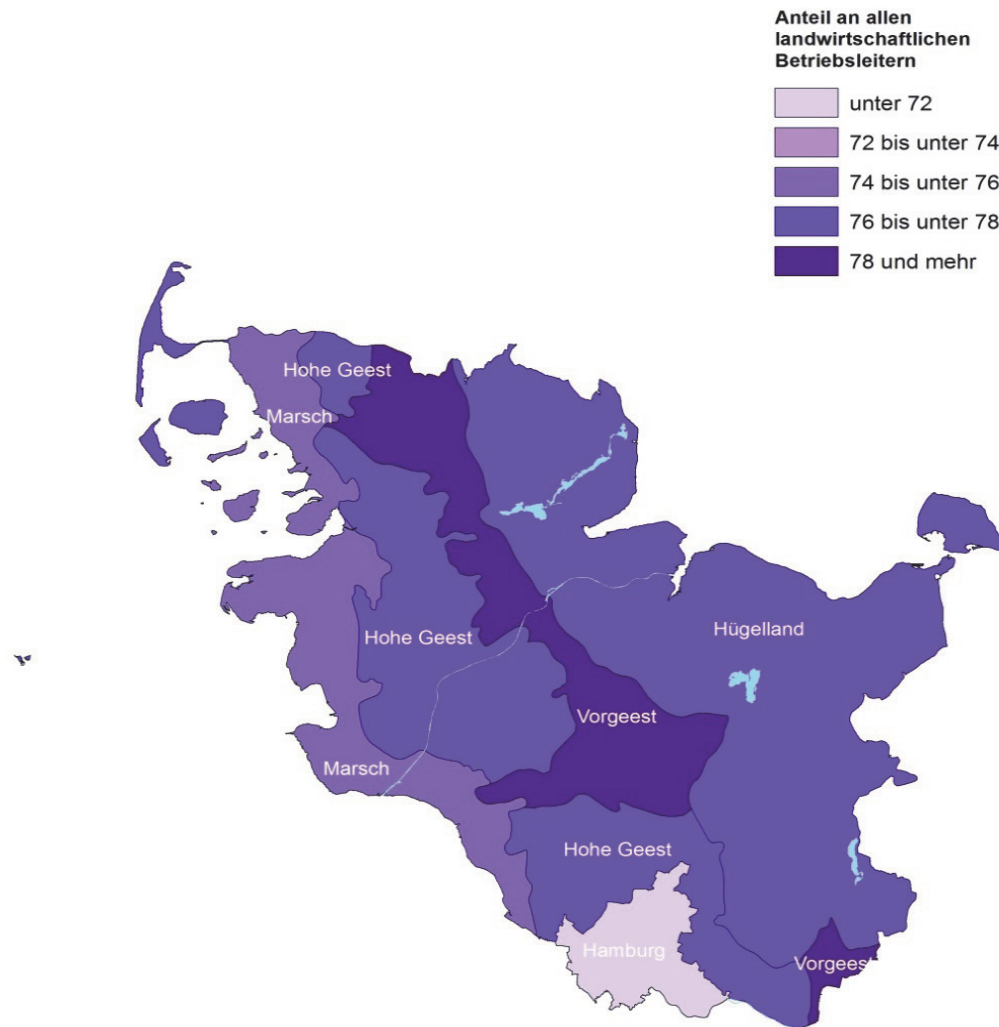 Anteil an allen
landwirtschaftlichen
Betriebsleitern
unter 72
72 bis unter 74
74 bis unter 76
76 bis unter 78
78 und mehr
Hohe Geest
Marsch
Hohe Geest
Hügelland
Vorgeest
Marsch
Hohe Geest
Hamburg
Vorgeest